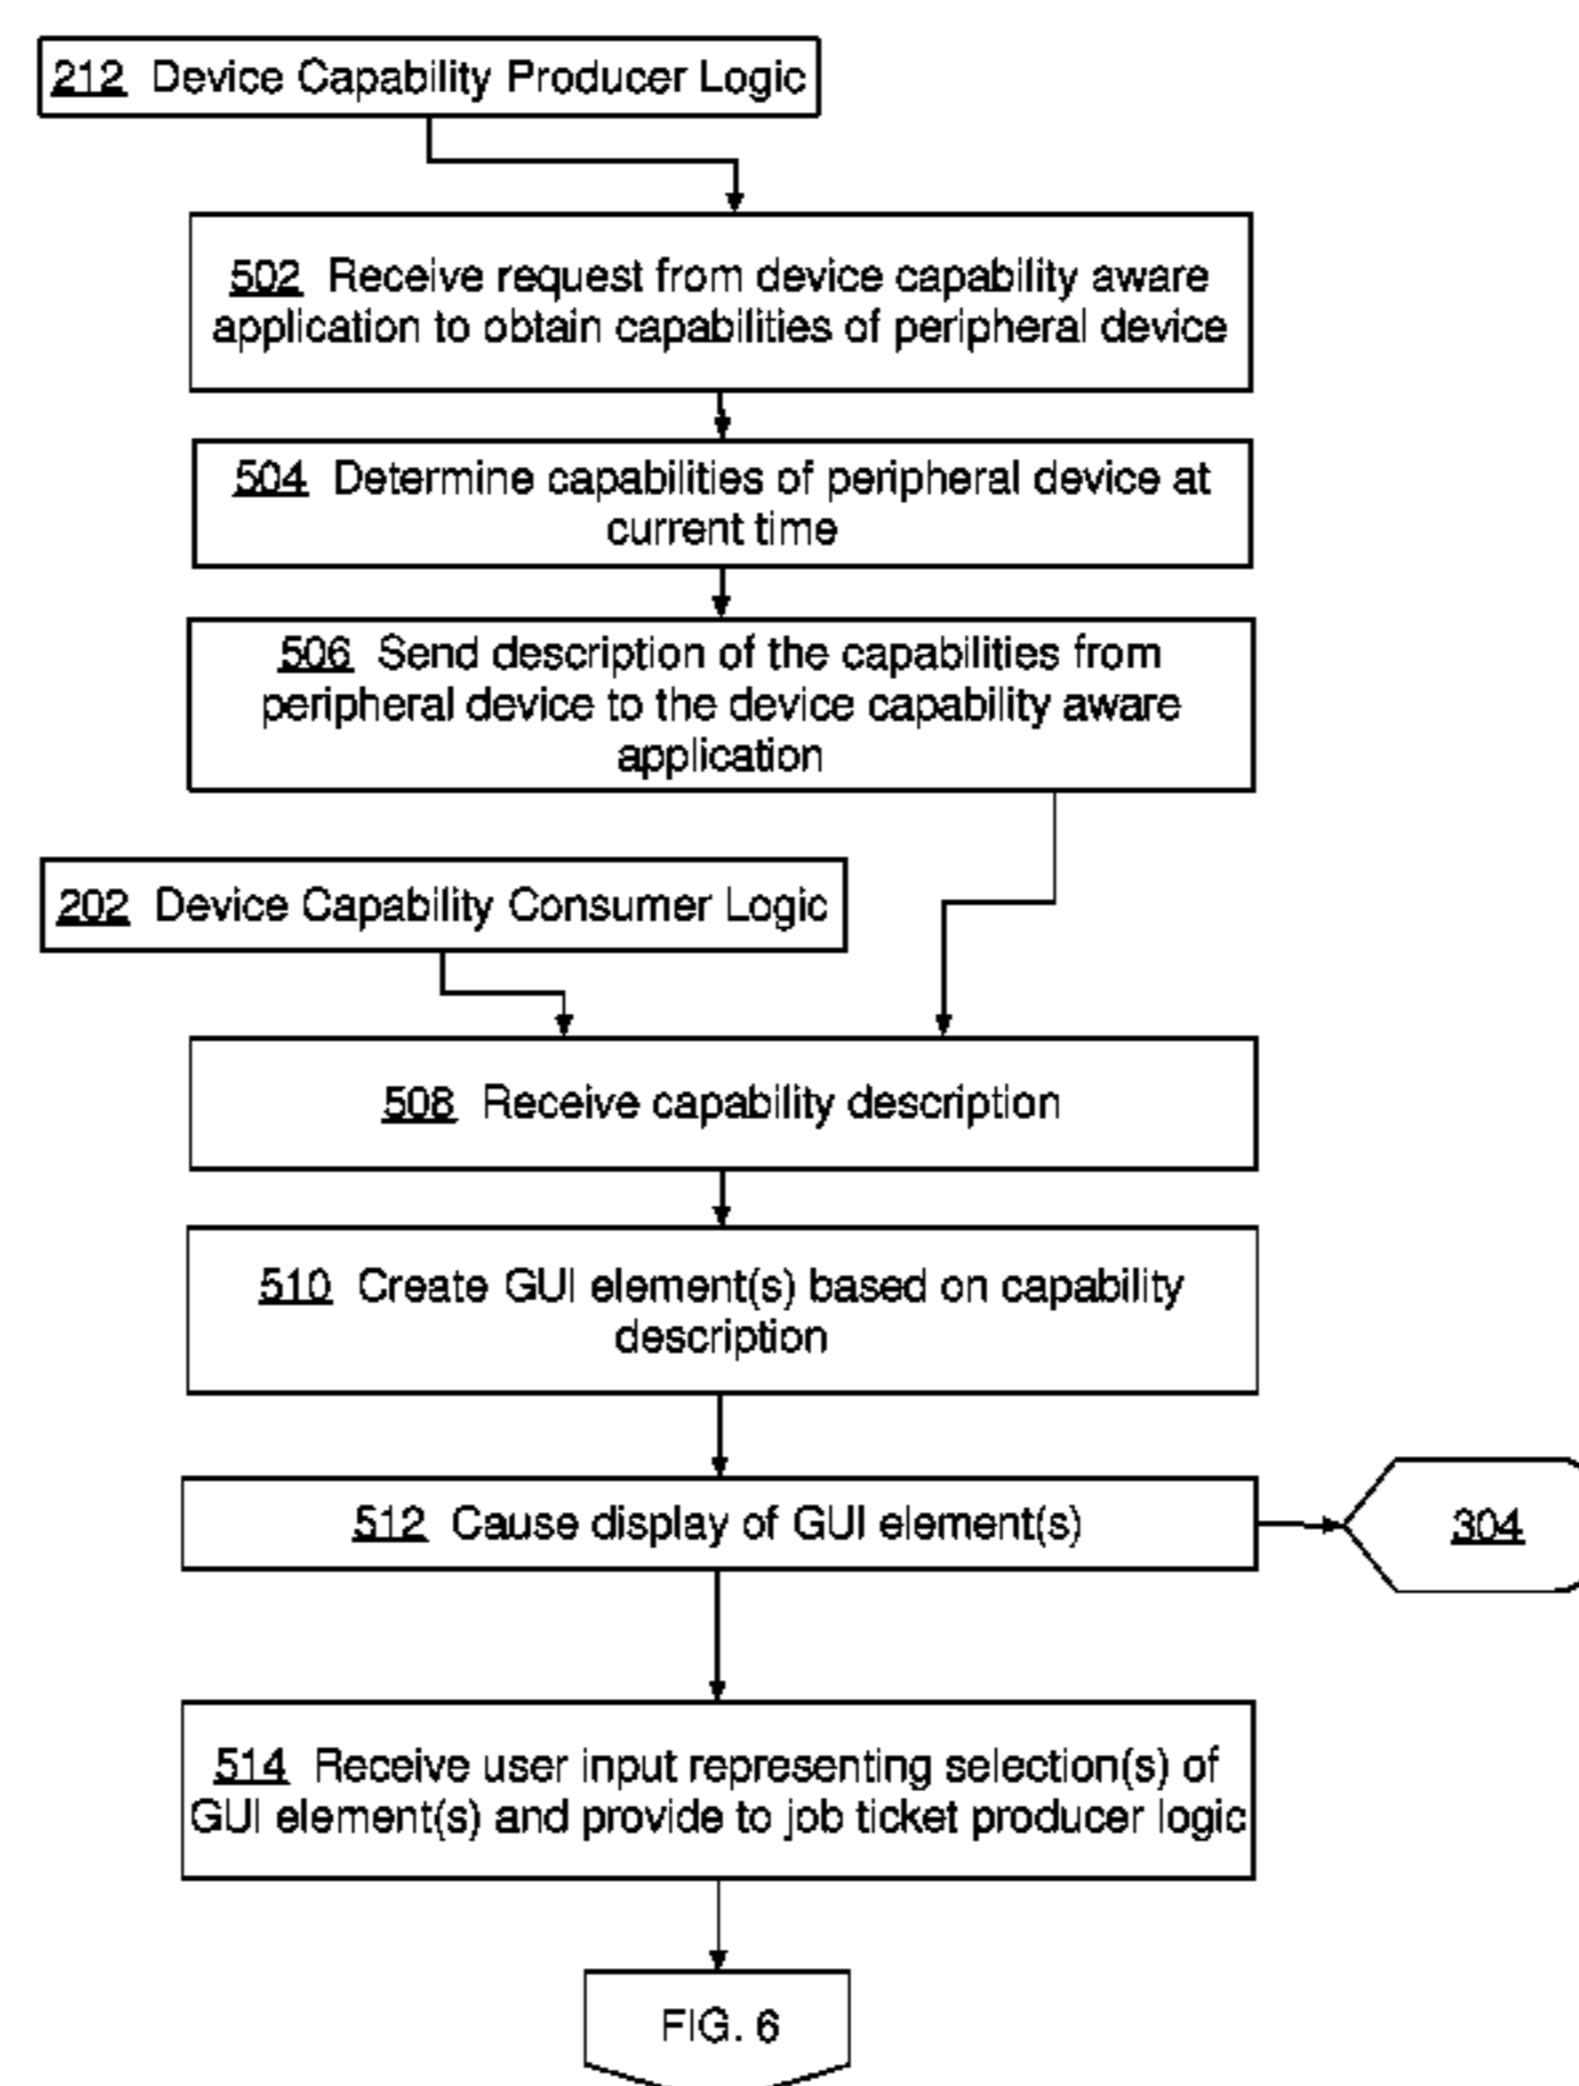 212 Device Capability Producer Logic
502 Receive request from device capability aware
application to obtain capabilities of peripheral device
504 Determine capabilities of peripheral device at
current time
506 Send description of the capabilities from
peripheral device to the device capability aware
application
202 Device Capability Consumer Logic
508 Receive capability description
510 Create GUI element(s) based on capability
description
512 Cause display of GUI element(s)
304
514 Receive user input representing selection(s) of
GUI element(s) and provide to job ticket producer logic
FIG. 6